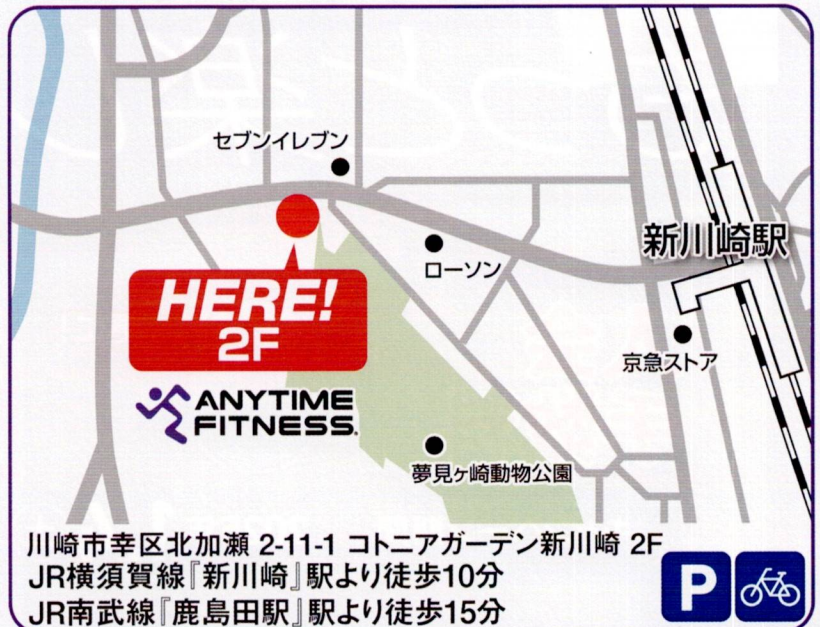 セブンイレブン
新川崎駅
ローソン
HERE!
2F
京急ストア
ANYTIME
FITNESS.
夢見ヶ崎動物公園
川崎市幸区北加瀬 2-11-1 コトニアガーデン新川崎 2F
JR横須賀線『新川崎』駅より徒歩10分
JR南武線『鹿島田駅』駅より徒歩15分
P